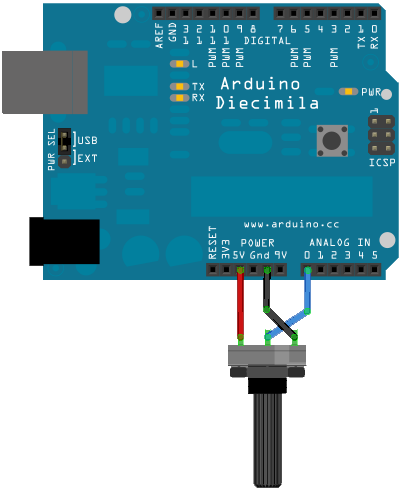 AREF
GND
13
12
11
10
9
8
7
6
5
4
3
2
1
0
PWM
PWM
PWM
DIGITAL
PWM
PWM
PWM
TX
RX
L
TX
RX
Arduino
Diecimila
PWR
1
ICSP
PWR SEL
USB
EXT
www.arduino.cc
POWER
ANALOG IN
RESET
3V3
5V Gnd 9V
0 1 2 3 4 5